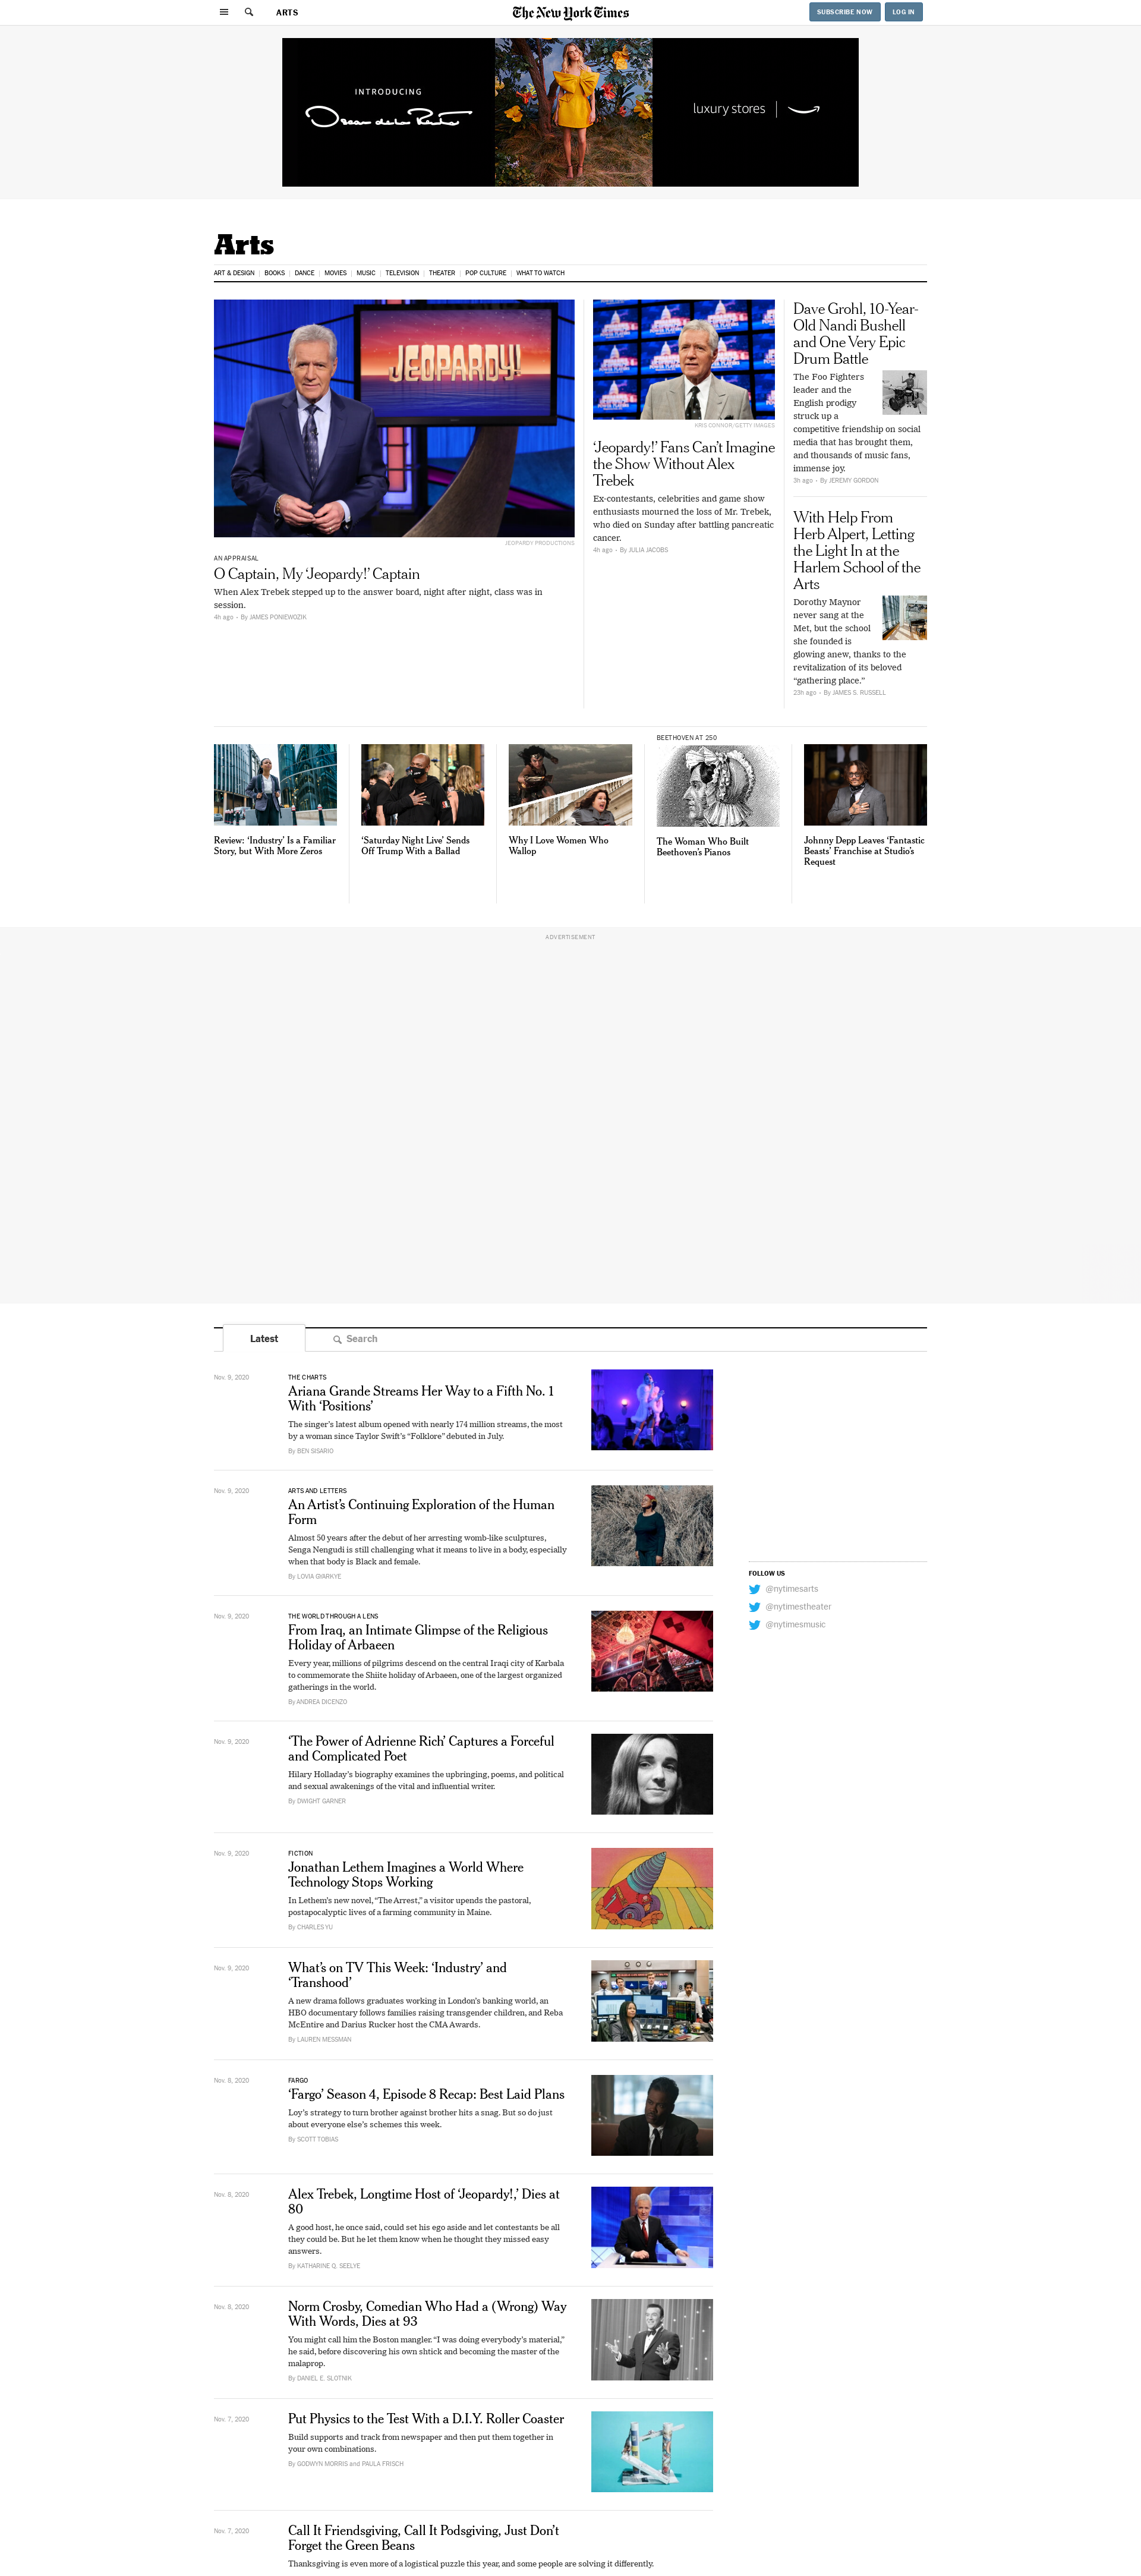 ARTS
The New York Times
SUBSCRIBE NOW
LOG IN
INTRODUCING
Oscar de la Renta
luxury stores
Arts
ART & DESIGN
BOOKS
DANCE
MOVIES
MUSIC
TELEVISION
THEATER
POP CULTURE
WHAT TO WATCH
JEOPARDY!
JEOPARDY PRODUCTIONS
AN APPRAISAL
O Captain, My ‘Jeopardy!’ Captain
When Alex Trebek stepped up to the answer board, night after night, class was in
session.
4h ago · By JAMES PONIEWOZIK
KRIS CONNOR/GETTY IMAGES
‘Jeopardy!’ Fans Can’t Imagine
the Show Without Alex
Trebek
Ex-contestants, celebrities and game show
enthusiasts mourned the loss of Mr. Trebek,
who died on Sunday after battling pancreatic
cancer.
4h ago · By JULIA JACOBS
Dave Grohl, 10-Year-
Old Nandi Bushell
and One Very Epic
Drum Battle
The Foo Fighters
leader and the
English prodigy
struck up a
competitive friendship on social
media that has brought them,
and thousands of music fans,
immense joy.
3h ago · By JEREMY GORDON
With Help From
Herb Alpert, Letting
the Light In at the
Harlem School of the
Arts
Dorothy Maynor
never sang at the
Met, but the school
she founded is
glowing anew, thanks to the
revitalization of its beloved
“gathering place.”
23h ago · By JAMES S. RUSSELL
Review: ‘Industry’ Is a Familiar
Story, but With More Zeros
‘Saturday Night Live’ Sends
Off Trump With a Ballad
Why I Love Women Who
Wallop
BEETHOVEN AT 250
The Woman Who Built
Beethoven’s Pianos
Johnny Depp Leaves ‘Fantastic
Beasts’ Franchise at Studio’s
Request
ADVERTISEMENT
Latest
Search
Nov. 9, 2020
THE CHARTS
Ariana Grande Streams Her Way to a Fifth No. 1
With ‘Positions’
The singer’s latest album opened with nearly 174 million streams, the most
by a woman since Taylor Swift’s “Folklore” debuted in July.
By BEN SISARIO
Nov. 9, 2020
ARTS AND LETTERS
An Artist’s Continuing Exploration of the Human
Form
Almost 50 years after the debut of her arresting womb-like sculptures,
Senga Nengudi is still challenging what it means to live in a body, especially
when that body is Black and female.
By LOVIA GYARKYE
FOLLOW US
@nytimesarts
@nytimestheater
@nytimesmusic
Nov. 9, 2020
THE WORLD THROUGH A LENS
From Iraq, an Intimate Glimpse of the Religious
Holiday of Arbaeen
Every year, millions of pilgrims descend on the central Iraqi city of Karbala
to commemorate the Shiite holiday of Arbaeen, one of the largest organized
gatherings in the world.
By ANDREA DICENZO
Nov. 9, 2020
‘The Power of Adrienne Rich’ Captures a Forceful
and Complicated Poet
Hilary Holladay’s biography examines the upbringing, poems, and political
and sexual awakenings of the vital and influential writer.
By DWIGHT GARNER
Nov. 9, 2020
FICTION
Jonathan Lethem Imagines a World Where
Technology Stops Working
In Lethem’s new novel, “The Arrest,” a visitor upends the pastoral,
postapocalyptic lives of a farming community in Maine.
By CHARLES YU
Nov. 9, 2020
What’s on TV This Week: ‘Industry’ and
‘Transhood’
A new drama follows graduates working in London’s banking world, an
HBO documentary follows families raising transgender children, and Reba
McEntire and Darius Rucker host the CMA Awards.
By LAUREN MESSMAN
Nov. 8, 2020
FARGO
‘Fargo’ Season 4, Episode 8 Recap: Best Laid Plans
Loy’s strategy to turn brother against brother hits a snag. But so do just
about everyone else’s schemes this week.
By SCOTT TOBIAS
Nov. 8, 2020
Alex Trebek, Longtime Host of ‘Jeopardy!,’ Dies at
80
A good host, he once said, could set his ego aside and let contestants be all
they could be. But he let them know when he thought they missed easy
answers.
By KATHARINE Q. SEELYE
Nov. 8, 2020
Norm Crosby, Comedian Who Had a (Wrong) Way
With Words, Dies at 93
You might call him the Boston mangler. “I was doing everybody’s material,”
he said, before discovering his own shtick and becoming the master of the
malaprop.
By DANIEL E. SLOTNIK
Nov. 7, 2020
Put Physics to the Test With a D.I.Y. Roller Coaster
Build supports and track from newspaper and then put them together in
your own combinations.
By GODWYN MORRIS and PAULA FRISCH
Nov. 7, 2020
Call It Friendsgiving, Call It Podsgiving, Just Don’t
Forget the Green Beans
Thanksgiving is even more of a logistical puzzle this year, and some people are solving it differently.